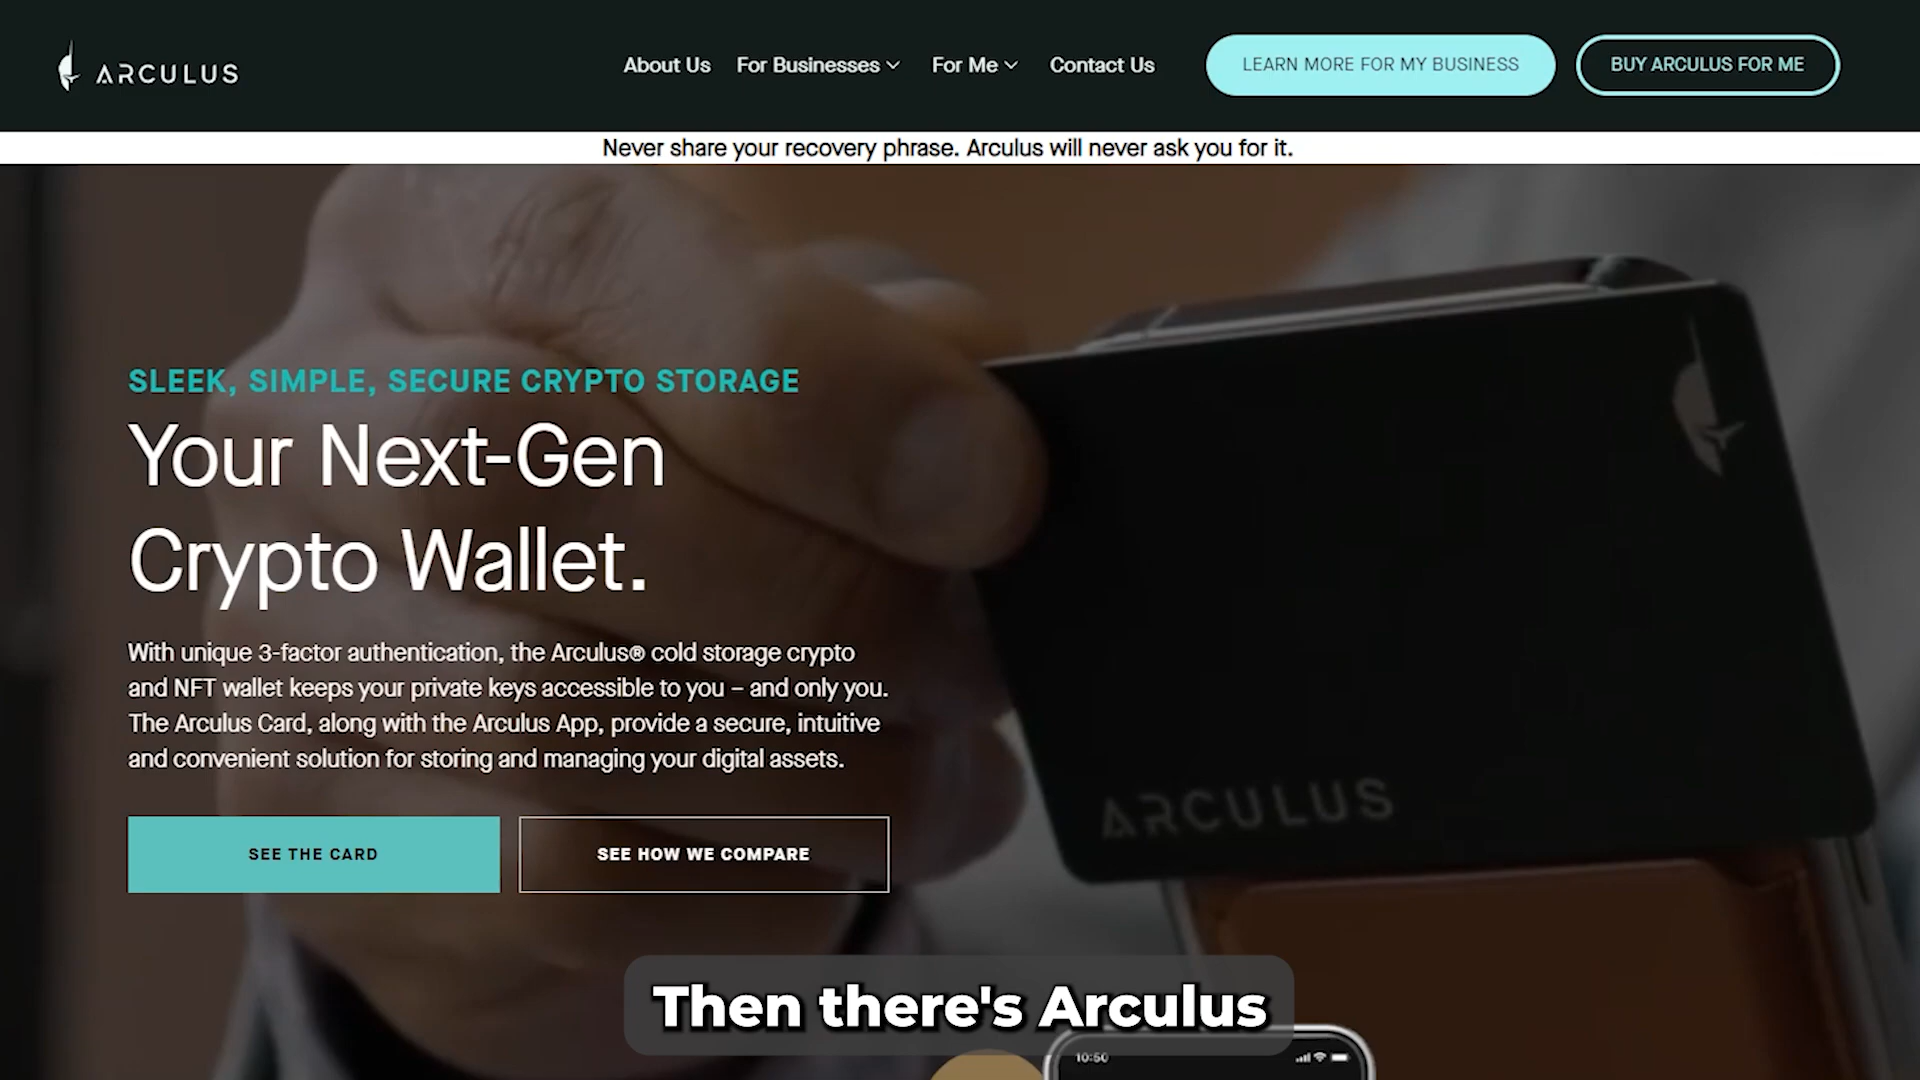 ARCULUS
About Us
For Businesses
For Me
Contact Us
LEARN MORE FOR MY BUSINESS
BUY ARCULUS FOR ME
Never share your recovery phrase. Arculus will never ask you for it.
SLEEK, SIMPLE, SECURE CRYPTO STORAGE
Your Next-Gen
Crypto Wallet.
With unique 3-factor authentication, the Arculus® cold storage crypto
and NFT wallet keeps your private keys accessible to you – and only you.
The Arculus Card, along with the Arculus App, provide a secure, intuitive
and convenient solution for storing and managing your digital assets.
SEE THE CARD
SEE HOW WE COMPARE
ARCULUS
Then there's Arculus
10:50